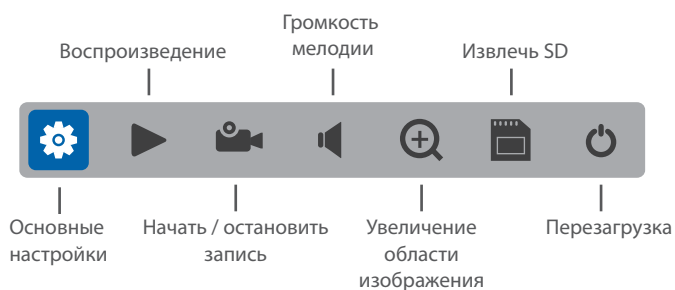 Громкость
мелодии
Воспроизведение
Извлечь SD
Основные
настройки
Начать / остановить
запись
Увеличение
области
изображения
Перезагрузка